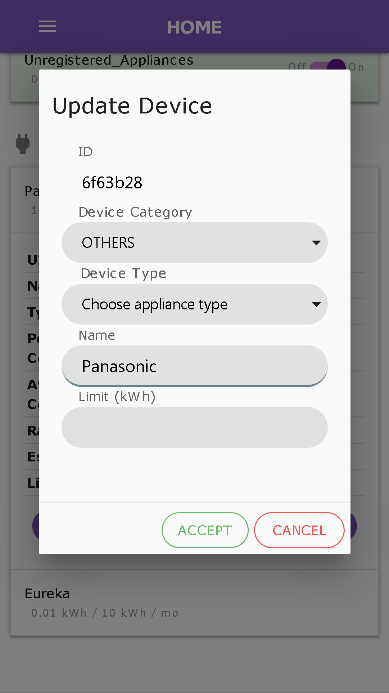 HOME
Unregistered_Appliances
Off On
Update Device
ID
6f63b28
Device Category
OTHERS
Device Type
Choose appliance type
Name
Panasonic
Limit (kWh)
ACCEPT CANCEL
Eureka
0.01 kWh / 10 kWh / mo